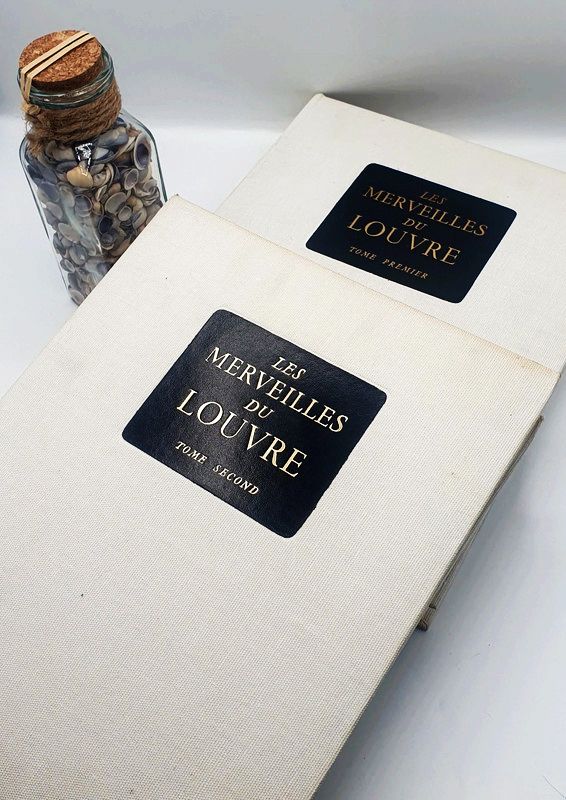 LES
MERVEILLES
DU
LOUVRE
TOME PREMIER
LES
MERVEILLES
DU
LOUVRE
TOME SECOND